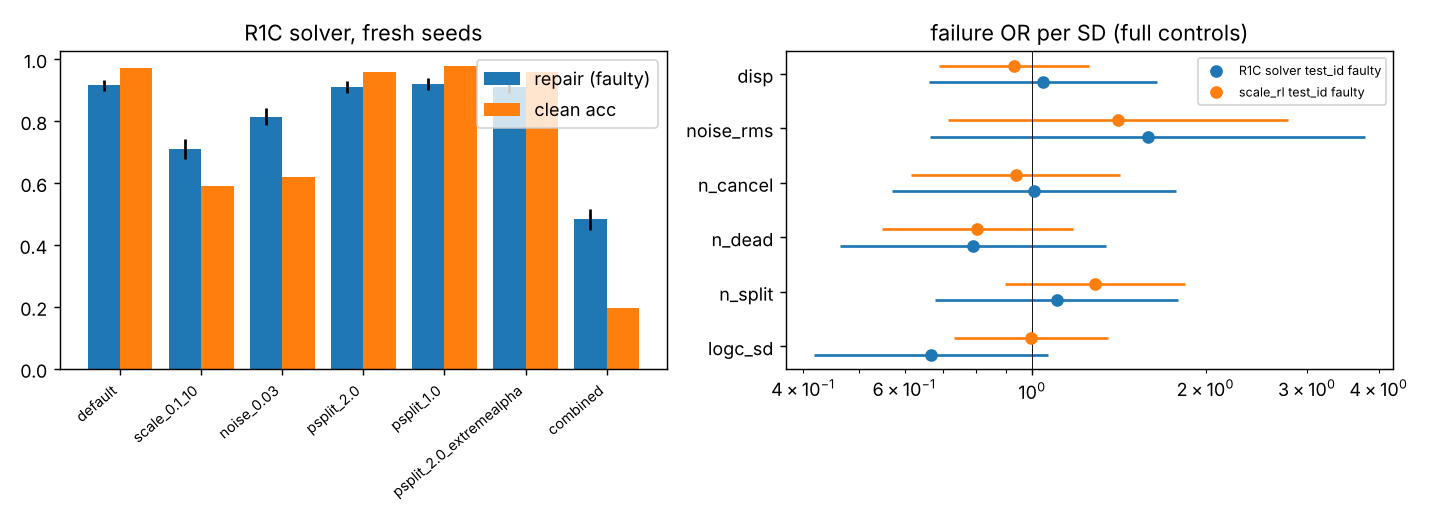 R1C solver, fresh seeds
1.0
0.8
0.6
0.4
0.2
0.0
repair (faulty)
clean acc
default
scale_0.1_10
noise_0.03
psplit_2.0
psplit_1.0
psplit_2.0_extremealpha
combined
failure OR per SD (full controls)
disp
noise_rms
n_cancel
n_dead
n_split
logc_sd
R1C solver test_id faulty
scale_rl test_id faulty
4 × 10⁻¹
6 × 10⁻¹
10⁰
2 × 10⁰
3 × 10⁰
4 × 10⁰